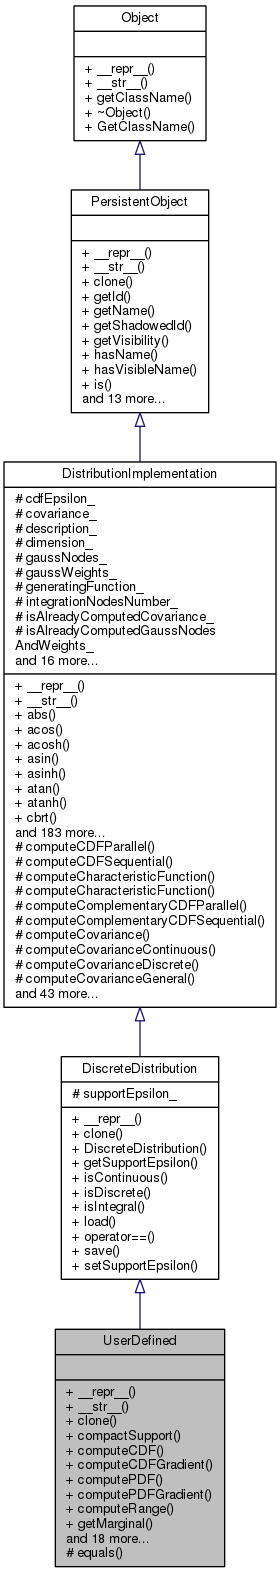 Object
+ __repr__()
+ __str__()
+ getClassName()
+ ~Object()
+ GetClassName()
PersistentObject
+ __repr__()
+ __str__()
+ clone()
+ getId()
+ getName()
+ getShadowedId()
+ getVisibility()
+ hasName()
+ hasVisibleName()
+ is()
and 13 more...
DistributionImplementation
# cdfEpsilon_
# covariance_
# description_
# dimension_
# gaussNodes_
# gaussWeights_
# generatingFunction_
# integrationNodesNumber_
# isAlreadyComputedCovariance_
# isAlreadyComputedGaussNodes
AndWeights_
and 16 more...
+ __repr__()
+ __str__()
+ abs()
+ acos()
+ acosh()
+ asin()
+ asinh()
+ atan()
+ atanh()
+ cbrt()
and 183 more...
# computeCDFParallel()
# computeCDFSequential()
# computeCharacteristicFunction()
# computeCharacteristicFunction()
# computeComplementaryCDFParallel()
# computeComplementaryCDFSequential()
# computeCovariance()
# computeCovarianceContinuous()
# computeCovarianceDiscrete()
# computeCovarianceGeneral()
and 43 more...
DiscreteDistribution
# supportEpsilon_
+ __repr__()
+ clone()
+ DiscreteDistribution()
+ getSupportEpsilon()
+ isContinuous()
+ isDiscrete()
+ isIntegral()
+ load()
+ operator==()
+ save()
+ setSupportEpsilon()
UserDefined
+ __repr__()
+ __str__()
+ clone()
+ compactSupport()
+ computeCDF()
+ computeCDFGradient()
+ computePDF()
+ computePDFGradient()
+ computeRange()
+ getMarginal()
and 18 more...
# equals()